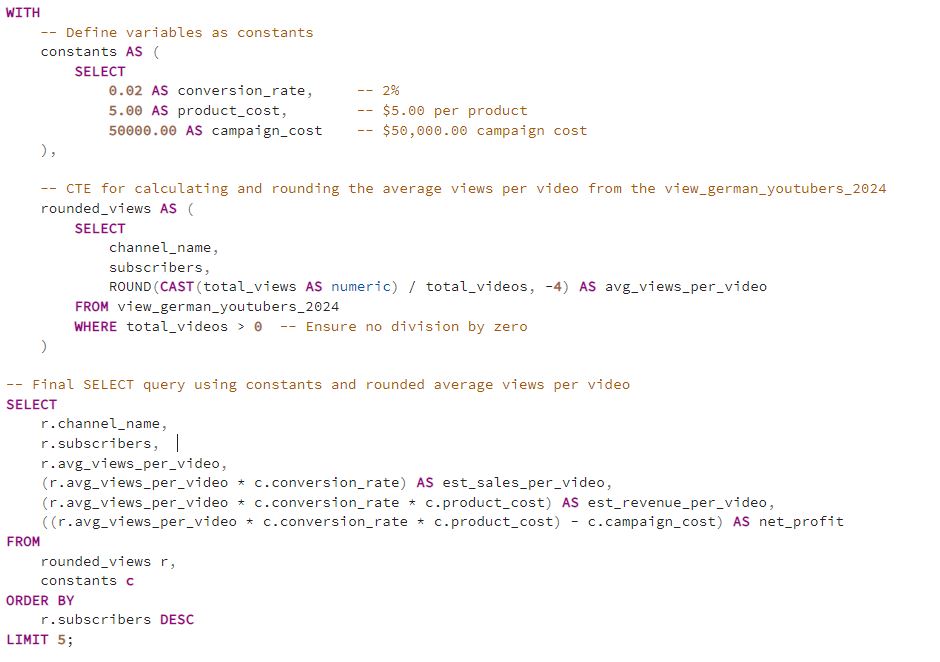 WITH
    -- Define variables as constants
    constants AS (
        SELECT
            0.02 AS conversion_rate,     -- 2%
            5.00 AS product_cost,        -- $5.00 per product
            50000.00 AS campaign_cost    -- $50,000.00 campaign cost
    ),

    -- CTE for calculating and rounding the average views per video from the view_german_youtubers_2024
    rounded_views AS (
        SELECT
            channel_name,
            subscribers,
            ROUND(CAST(total_views AS numeric) / total_videos, -4) AS avg_views_per_video
        FROM view_german_youtubers_2024
        WHERE total_videos > 0  -- Ensure no division by zero
    )

-- Final SELECT query using constants and rounded average views per video
SELECT
    r.channel_name,
    r.subscribers,
    r.avg_views_per_video,
    (r.avg_views_per_video * c.conversion_rate) AS est_sales_per_video,
    (r.avg_views_per_video * c.conversion_rate * c.product_cost) AS est_revenue_per_video,
    ((r.avg_views_per_video * c.conversion_rate * c.product_cost) - c.campaign_cost) AS net_profit
FROM
    rounded_views r,
    constants c
ORDER BY
    r.subscribers DESC
LIMIT 5;